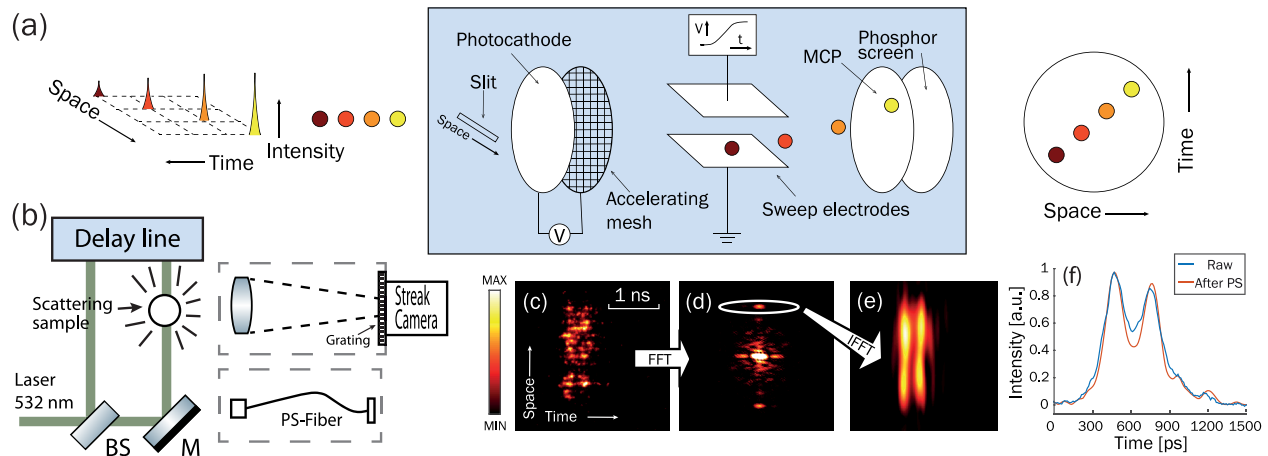 (a)
Space
Time
Intensity
Photocathode
Slit
Space
Accelerating
mesh
V
V
t
Sweep electrodes
MCP
Phosphor
screen
Time
Space
(b)
Delay line
Scattering
sample
Laser
532 nm
BS
M
Grating
Streak
Camera
PS-Fiber
MAX
MIN
(c)
1 ns
Space
Time
FFT
(d)
IFFT
(e)
(f)
Raw
After PS
Intensity [a.u.]
1
0.8
0.6
0.4
0.2
0
0
300
600
900
1200
1500
Time [ps]